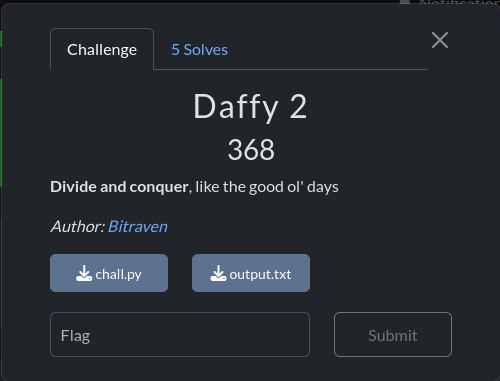 Notification
Challenge
5 Solves
Daffy 2
368
Divide and conquer, like the good ol' days
Author: Bitraven
chall.py
output.txt
Flag
Submit